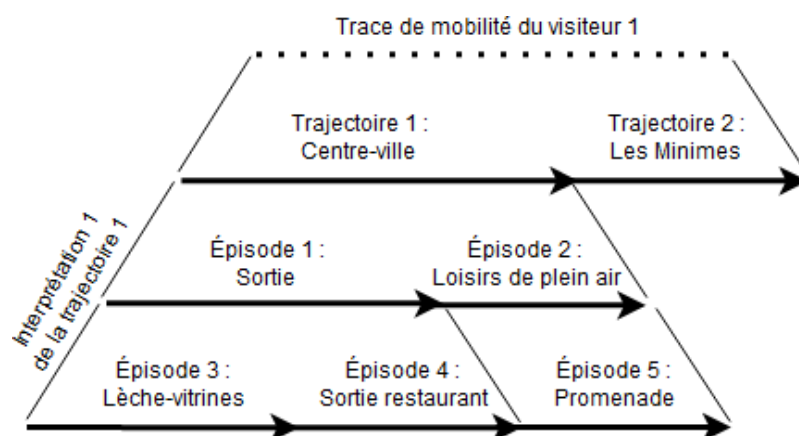 Trace de mobilité du visiteur 1
Trajectoire 1 :
Centre-ville
Trajectoire 2 :
Les Minimes
Interprétation 1
de la trajectoire 1
Épisode 1 :
Sortie
Épisode 2 :
Loisirs de plein air
Épisode 3 :
Lèche-vitrines
Épisode 4 :
Sortie restaurant
Épisode 5 :
Promenade